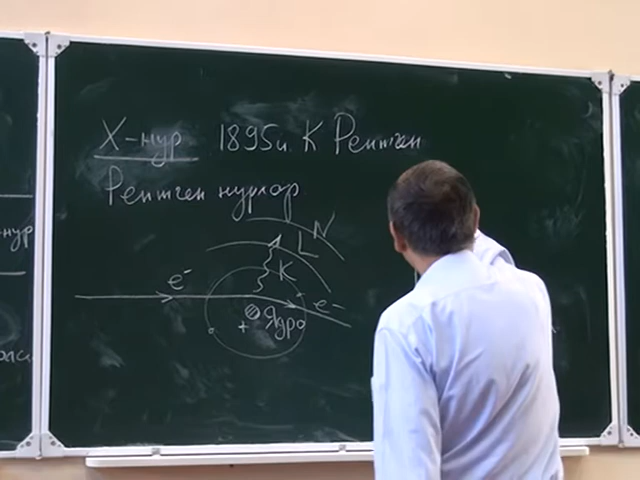 X-нур 1895й. К Рентген
Рентген нурлар
-нур
N
L
K
e⁻
e⁻
Ядро
+